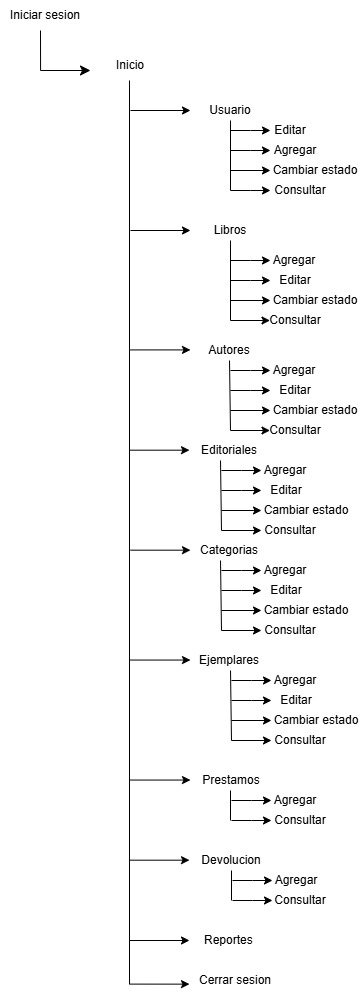 Iniciar sesion
Inicio
Usuario
Editar
Agregar
Cambiar estado
Consultar
Libros
Agregar
Editar
Cambiar estado
Consultar
Autores
Agregar
Editar
Cambiar estado
Consultar
Editoriales
Agregar
Editar
Cambiar estado
Consultar
Categorias
Agregar
Editar
Cambiar estado
Consultar
Ejemplares
Agregar
Editar
Cambiar estado
Consultar
Prestamos
Agregar
Consultar
Devolucion
Agregar
Consultar
Reportes
Cerrar sesion